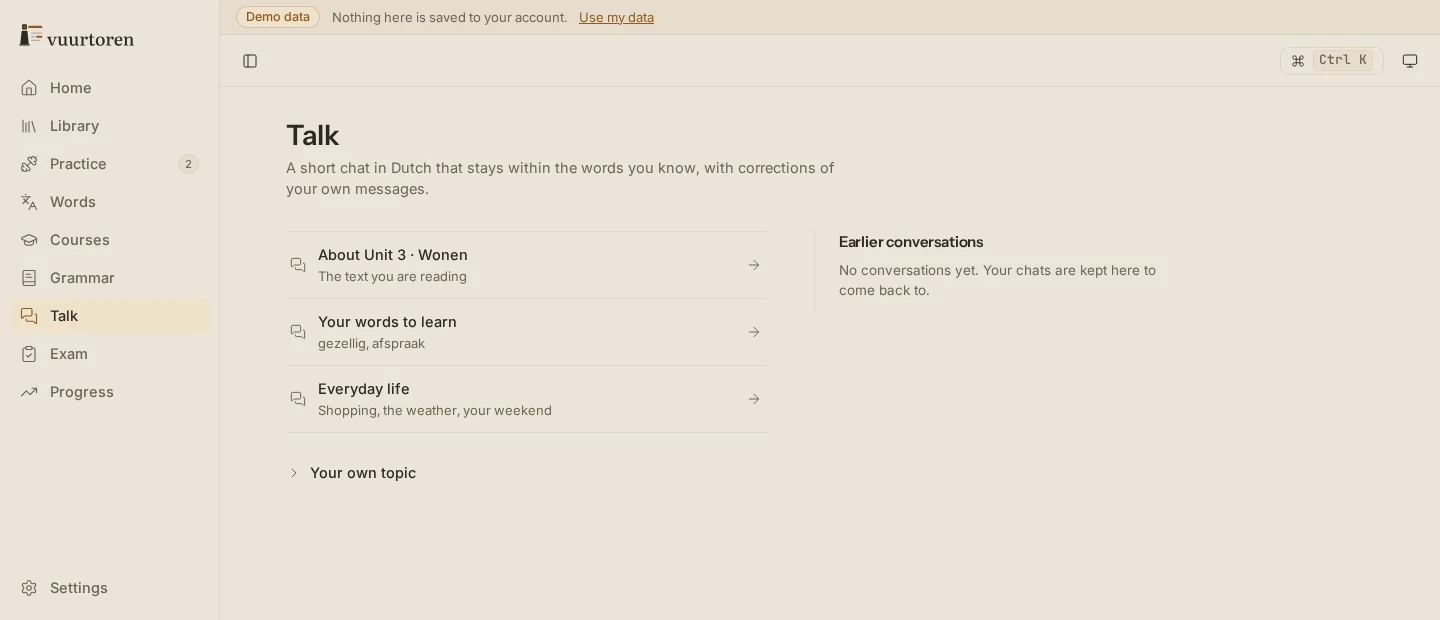 vuurtoren
Home
Library
Practice 2
Words
Courses
Grammar
Talk
Exam
Progress
Settings
Demo data Nothing here is saved to your account. Use my data
⌘ Ctrl K
Talk
A short chat in Dutch that stays within the words you know, with corrections of
your own messages.
About Unit 3 · Wonen
The text you are reading
Your words to learn
gezellig, afspraak
Everyday life
Shopping, the weather, your weekend
Your own topic
Earlier conversations
No conversations yet. Your chats are kept here to
come back to.